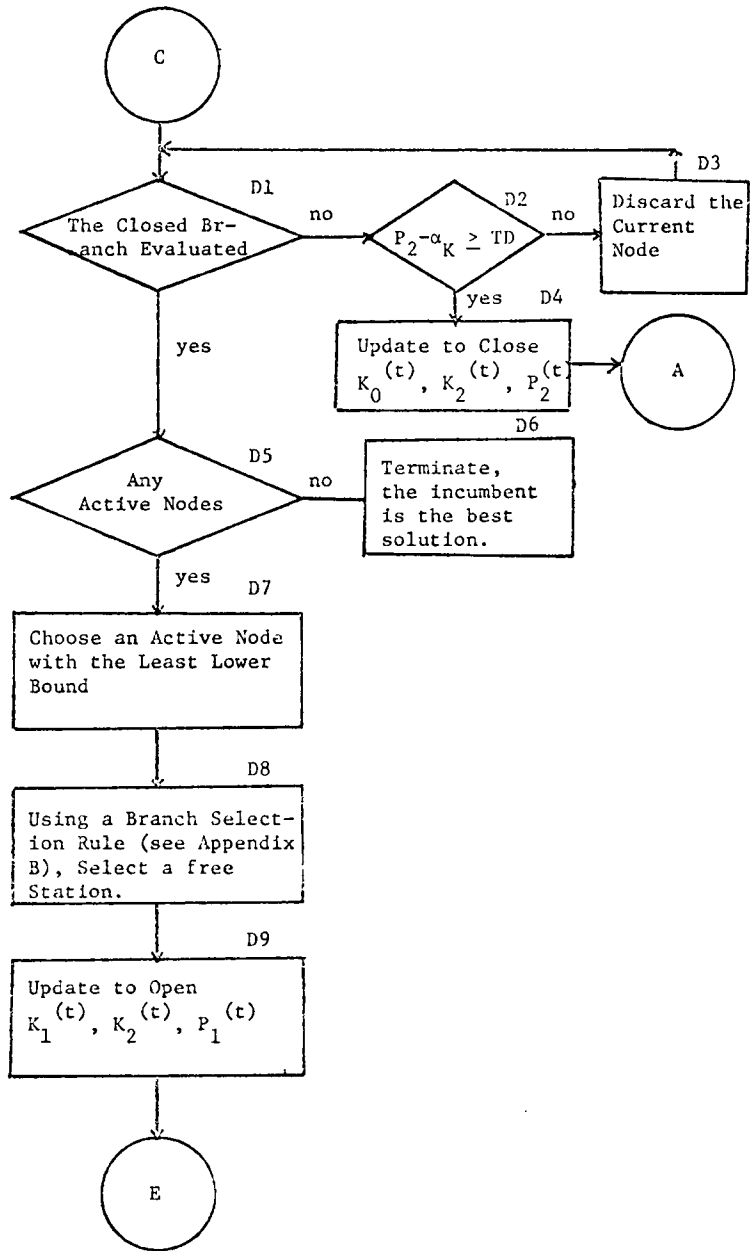 C
D1
The Closed Br-
anch Evaluated
no
D2
P₂-α_K ≥ TD
no
D3
Discard the
Current
Node
yes
D4
Update to Close
K₀^(t), K₂^(t), P₂^(t
A
yes
D5
Any
Active Nodes
no
D6
Terminate,
the incumbent
is the best
solution.
yes
D7
Choose an Active Node
with the Least Lower
Bound
D8
Using a Branch Select-
ion Rule (see Appendix
B), Select a free
Station.
D9
Update to Open
K₁^(t), K₂^(t), P₁^(t)
E